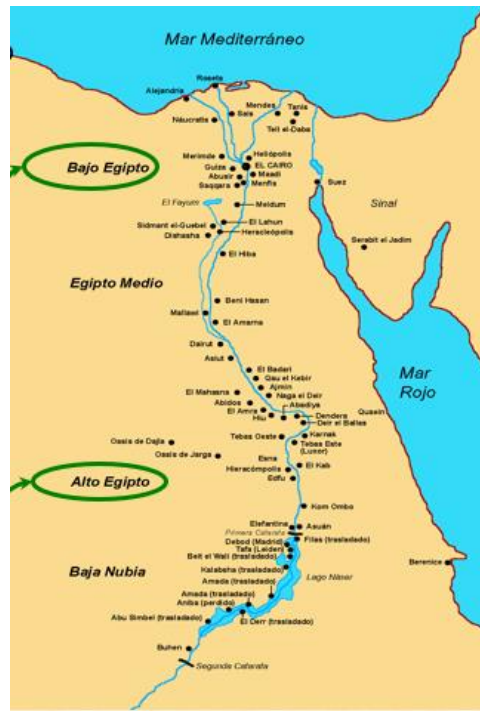 Mar Mediterráneo
Roseta
Alejandría
Mendes
Tanis
Sais
Náucratis
Tell el-Daba
Merimde
Heliópolis
Bajo Egipto
Guiza
EL CAIRO
Abusir
Maadi
Saqqara
Menfis
Suez
Meidum
El Fayum
Sinaí
El Lahun
Sidmant el-Guebel
Heracleópolis
Dishasha
Serabit el Jadim
El Hiba
Egipto Medio
Beni Hasan
Mallawi
El Amarna
Dairut
Asiut
Mar
Rojo
El Badari
Qau el Kebir
Ajmin
El Mahasna
Naga el Deir
Abidos
Abadiya
El Amra
Quseir
Hiu
Dendera
Deir el Ballas
Tebas Oeste
Karnak
Oasis de Dajla
Tebas Este
(Luxor)
Oasis de Jarga
Esna
Hieracómpolis
El Kab
Alto Egipto
Edfu
Kom Ombo
Elefantina
Asuán
Primera Catarata
Filas (trasladado)
Debod (Madrid)
Tafa (Leiden)
Beit el Wali (trasladado)
Berenice
Baja Nubia
Kalabsha (trasladado)
Lago Náser
Amada (trasladado)
Amada (trasladado)
Aniba (perdido)
Abu Simbel (trasladado)
El Derr (trasladado)
Buhen
Segunda Catarata